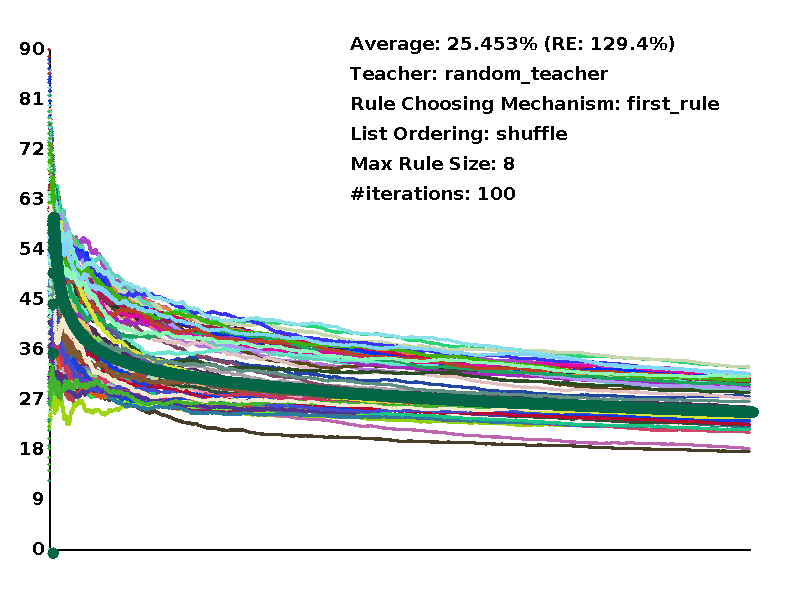 Average: 25.453% (RE: 129.4%)
Teacher: random_teacher
Rule Choosing Mechanism: first_rule
List Ordering: shuffle
Max Rule Size: 8
#iterations: 100
90
81
72
63
54
45
36
27
18
9
0